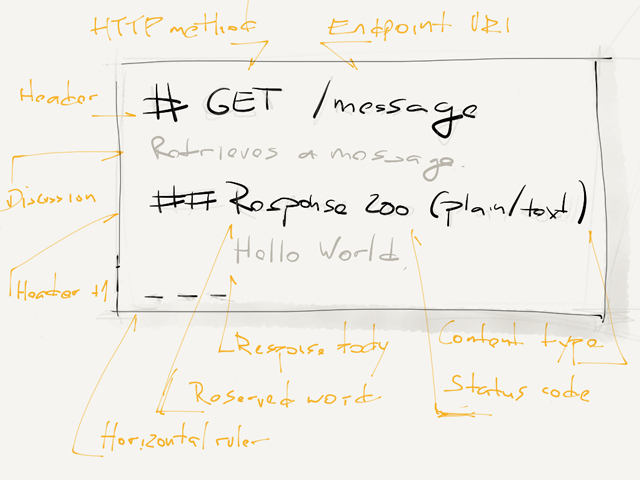 HTTP method Endpoint URI
Header
# GET /message
Retrieves a message.
Discussion
## Response 200 (plain/text)
Hello World.
Header +1
---
Response body
Content type
Reserved word
Status code
Horizontal ruler